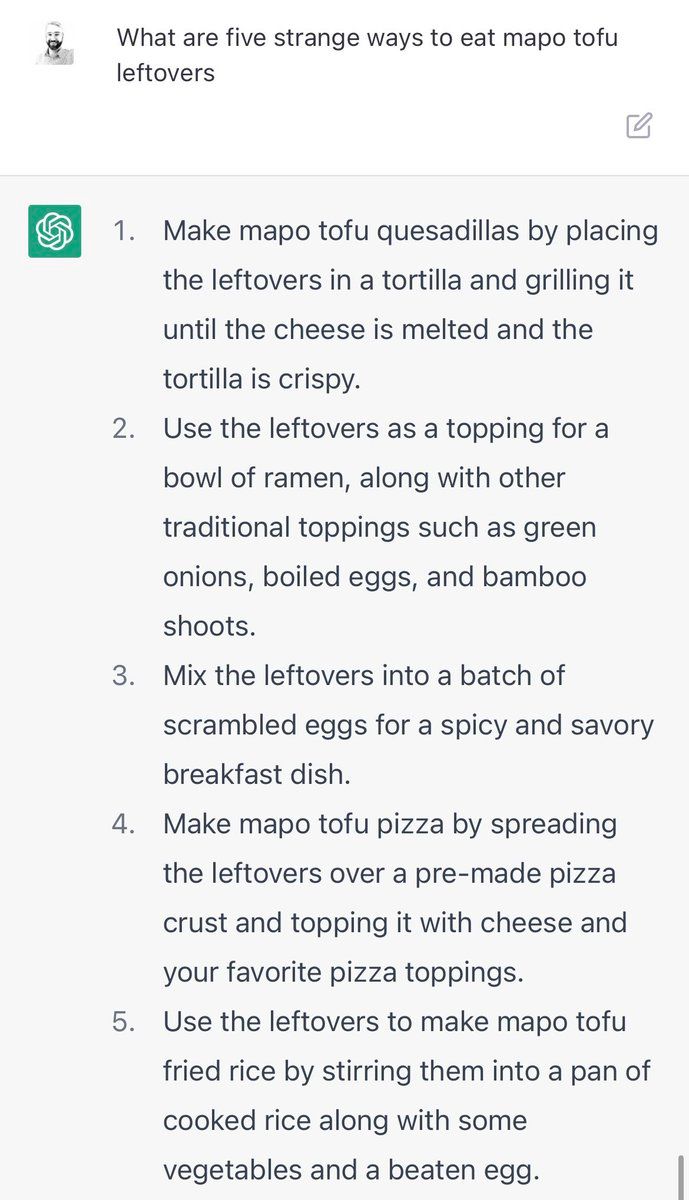 What are five strange ways to eat mapo tofu
leftovers
1. Make mapo tofu quesadillas by placing
the leftovers in a tortilla and grilling it
until the cheese is melted and the
tortilla is crispy.
2. Use the leftovers as a topping for a
bowl of ramen, along with other
traditional toppings such as green
onions, boiled eggs, and bamboo
shoots.
3. Mix the leftovers into a batch of
scrambled eggs for a spicy and savory
breakfast dish.
4. Make mapo tofu pizza by spreading
the leftovers over a pre-made pizza
crust and topping it with cheese and
your favorite pizza toppings.
5. Use the leftovers to make mapo tofu
fried rice by stirring them into a pan of
cooked rice along with some
vegetables and a beaten egg.